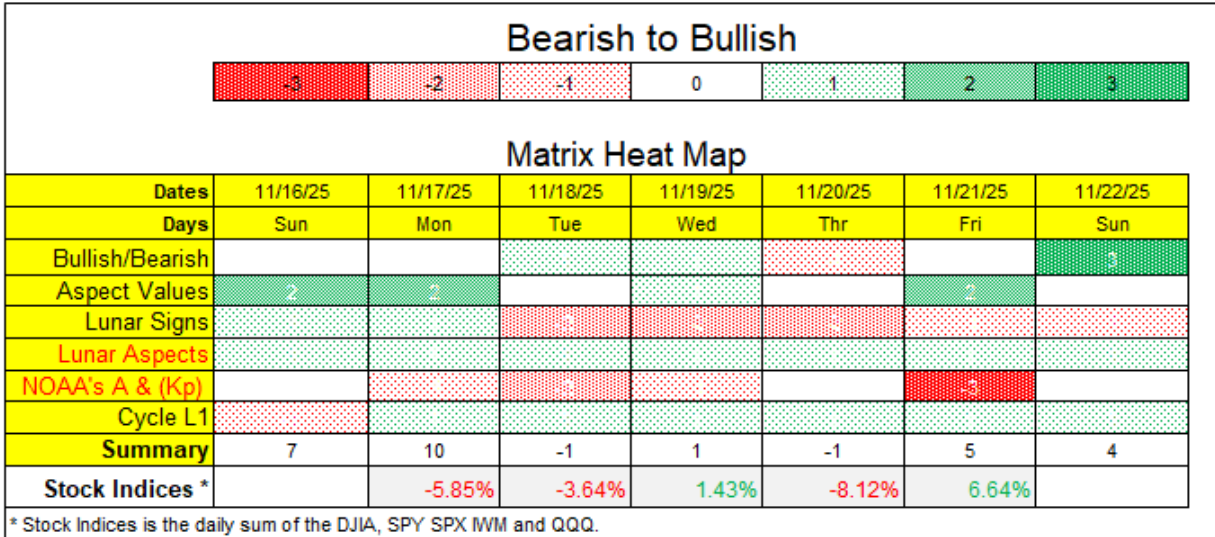 Bearish to Bullish
-3 -2 -1 0 1 2 3
Matrix Heat Map
Dates 11/16/25 11/17/25 11/18/25 11/19/25 11/20/25 11/21/25 11/22/25
Days Sun Mon Tue Wed Thr Fri Sun
Bullish/Bearish 3
Aspect Values 2 2 2
Lunar Signs
Lunar Aspects
NOAA's A & (Kp) -3
Cycle L1
Summary 7 10 -1 1 -1 5 4
Stock Indices * -5.85% -3.64% 1.43% -8.12% 6.64%
* Stock Indices is the daily sum of the DJIA, SPY SPX IWM and QQQ.